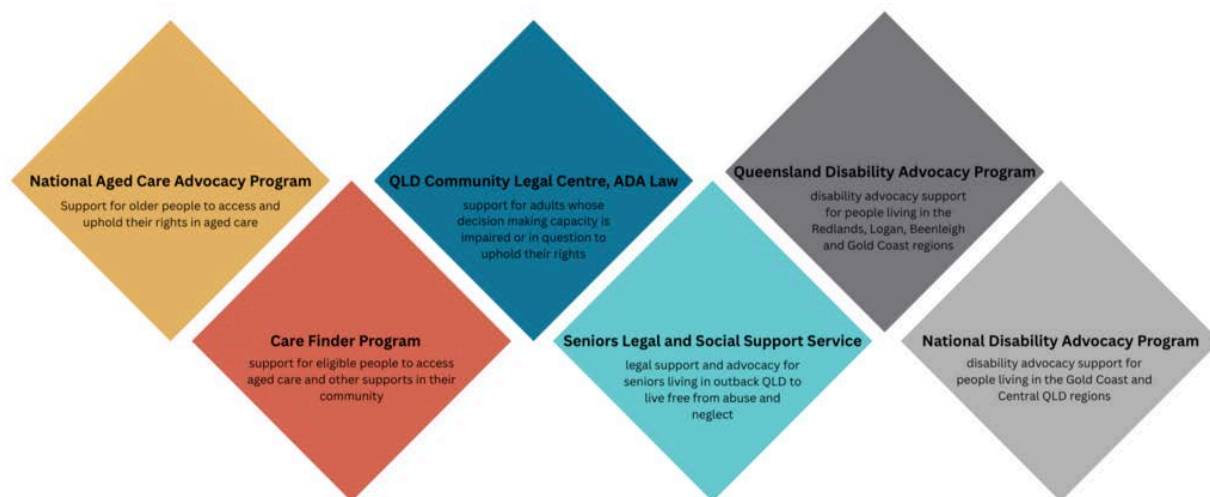 National Aged Care Advocacy Program
Support for older people to access and
uphold their rights in aged care
Care Finder Program
support for eligible people to access
aged care and other supports in their
community
QLD Community Legal Centre, ADA Law
support for adults whose
decision making capacity is
impaired or in question to
uphold their rights
Seniors Legal and Social Support Service
legal support and advocacy for
seniors living in outback QLD to
live free from abuse and
neglect
Queensland Disability Advocacy Program
disability advocacy support
for people living in the
Redlands, Logan, Beenleigh
and Gold Coast regions
National Disability Advocacy Program
disability advocacy support for
people living in the Gold Coast and
Central QLD regions